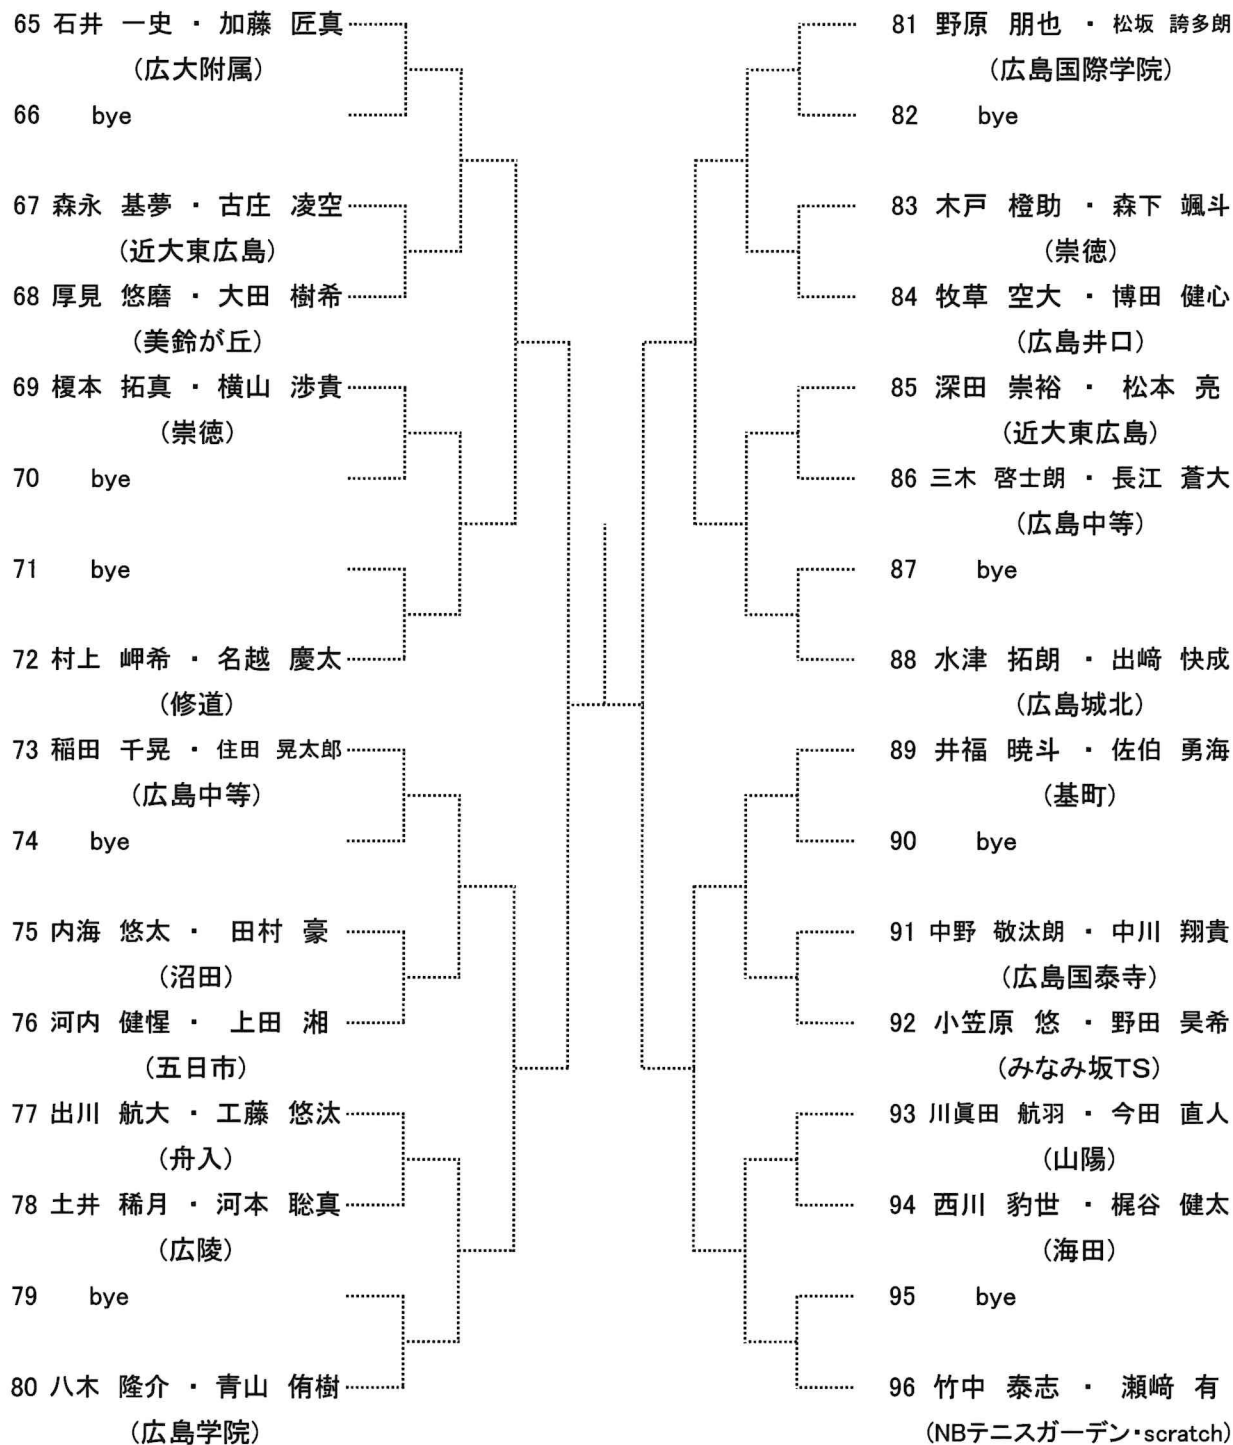 65 石井 一史 ・ 加藤 匠真
(広大附属)
66 bye
67 森永 基夢 ・ 古庄 凌空
(近大東広島)
68 厚見 悠磨 ・ 大田 樹希
(美鈴が丘)
69 榎本 拓真 ・ 横山 渉貴
(崇徳)
70 bye
71 bye
72 村上 岬希 ・ 名越 慶太
(修道)
73 稲田 千晃 ・ 住田 晃太郎
(広島中等)
74 bye
75 内海 悠太 ・ 田村 豪
(沼田)
76 河内 健惺 ・ 上田 湘
(五日市)
77 出川 航大 ・ 工藤 悠汰
(舟入)
78 土井 稀月 ・ 河本 聡真
(広陵)
79 bye
80 八木 隆介 ・ 青山 侑樹
(広島学院)
81 野原 朋也 ・ 松坂 誇多朗
(広島国際学院)
82 bye
83 木戸 橙助 ・ 森下 颯斗
(崇徳)
84 牧草 空大 ・ 博田 健心
(広島井口)
85 深田 崇裕 ・ 松本 亮
(近大東広島)
86 三木 啓士朗 ・ 長江 蒼大
(広島中等)
87 bye
88 水津 拓朗 ・ 出﨑 快成
(広島城北)
89 井福 暁斗 ・ 佐伯 勇海
(基町)
90 bye
91 中野 敬汰朗 ・ 中川 翔貴
(広島国泰寺)
92 小笠原 悠 ・ 野田 昊希
(みなみ坂TS)
93 川眞田 航羽 ・ 今田 直人
(山陽)
94 西川 豹世 ・ 梶谷 健太
(海田)
95 bye
96 竹中 泰志 ・ 瀬﨑 有
(NBテニスガーデン・scratch)